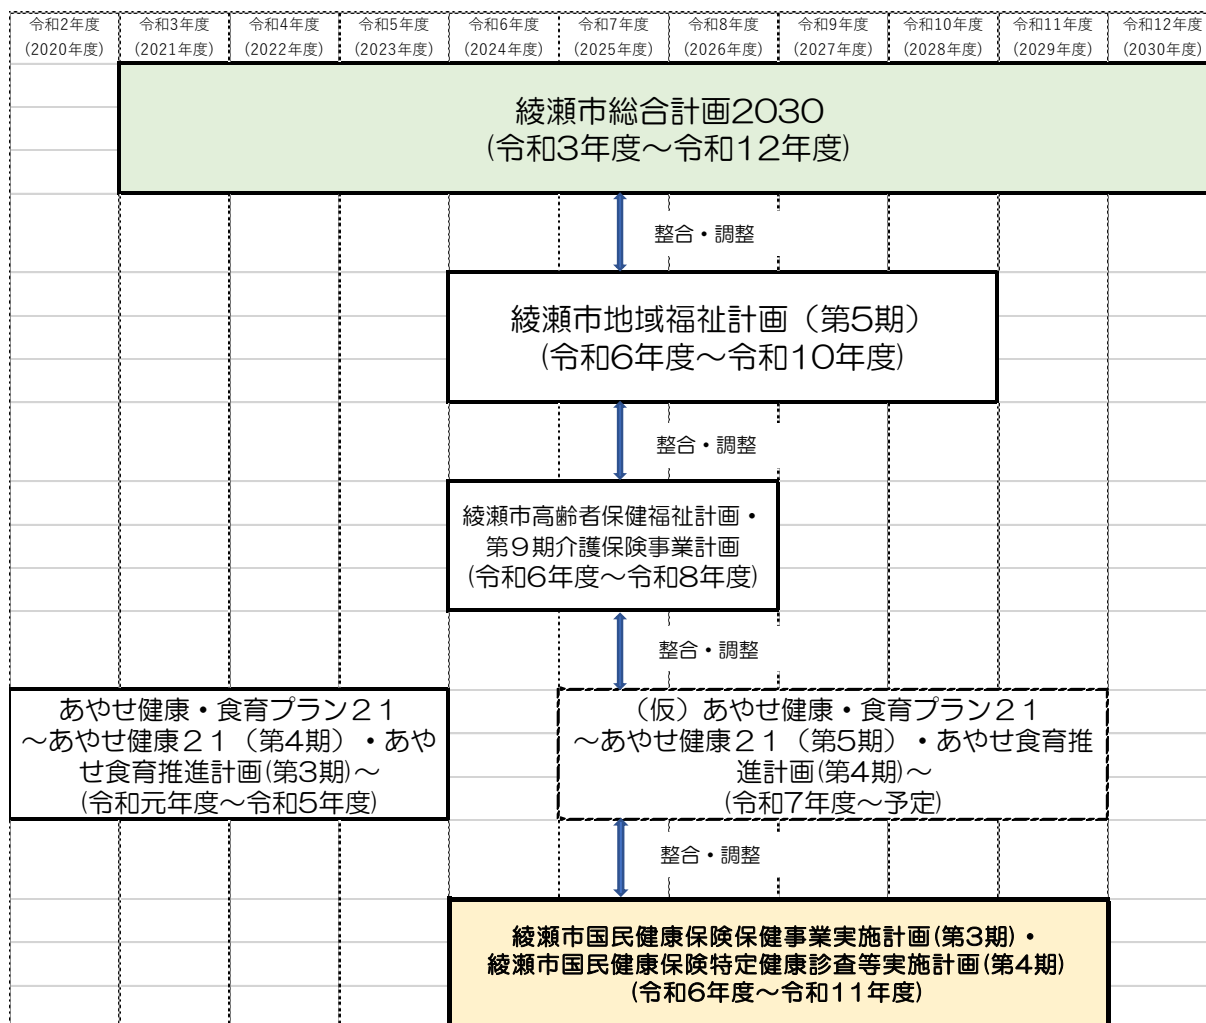 令和2年度 令和3年度 令和4年度 令和5年度 令和6年度 令和7年度 令和8年度 令和9年度 令和10年度 令和11年度 令和12年度
(2020年度) (2021年度) (2022年度) (2023年度) (2024年度) (2025年度) (2026年度) (2027年度) (2028年度) (2029年度) (2030年度)
綾瀬市総合計画2030
(令和3年度～令和12年度)
整合・調整
綾瀬市地域福祉計画（第5期）
(令和6年度～令和10年度)
整合・調整
綾瀬市高齢者保健福祉計画・
第９期介護保険事業計画
(令和6年度～令和8年度)
整合・調整
あやせ健康・食育プラン２１
～あやせ健康２１（第4期）・あや
せ食育推進計画(第3期)～
(令和元年度～令和5年度)
（仮）あやせ健康・食育プラン２１
～あやせ健康２１（第5期）・あやせ食育推
進計画(第4期)～
(令和7年度～予定)
整合・調整
綾瀬市国民健康保険保健事業実施計画(第3期)・
綾瀬市国民健康保険特定健康診査等実施計画(第4期)
(令和6年度～令和11年度)